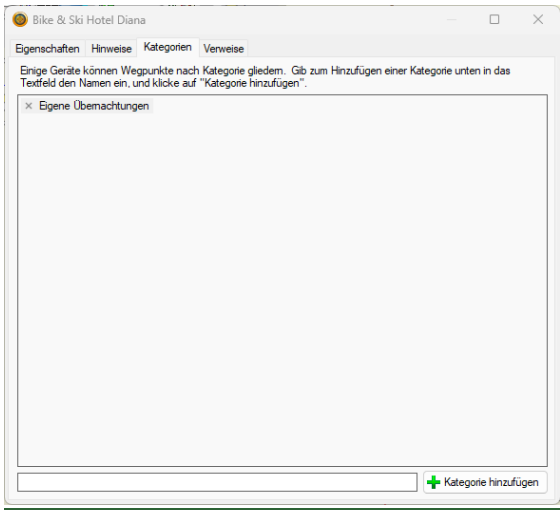 Bike & Ski Hotel Diana
Eigenschaften Hinweise Kategorien Verweise
Einige Geräte können Wegpunkte nach Kategorie gliedern. Gib zum Hinzufügen einer Kategorie unten in das
Textfeld den Namen ein, und klicke auf "Kategorie hinzufügen".
Eigene Übernachtungen
Kategorie hinzufügen